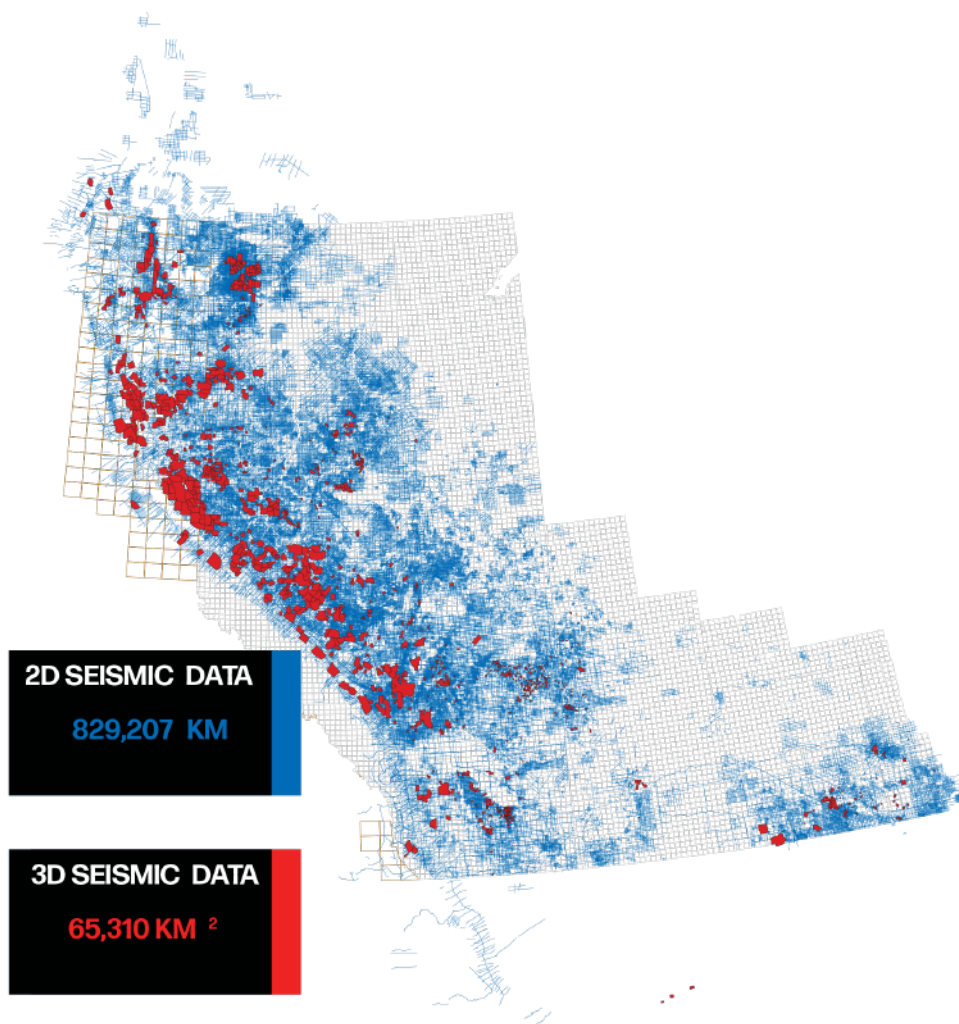 2D SEISMIC DATA
829,207 KM
3D SEISMIC DATA
65,310 KM ²